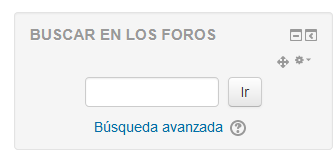 BUSCAR EN LOS FOROS
Ir
Búsqueda avanzada